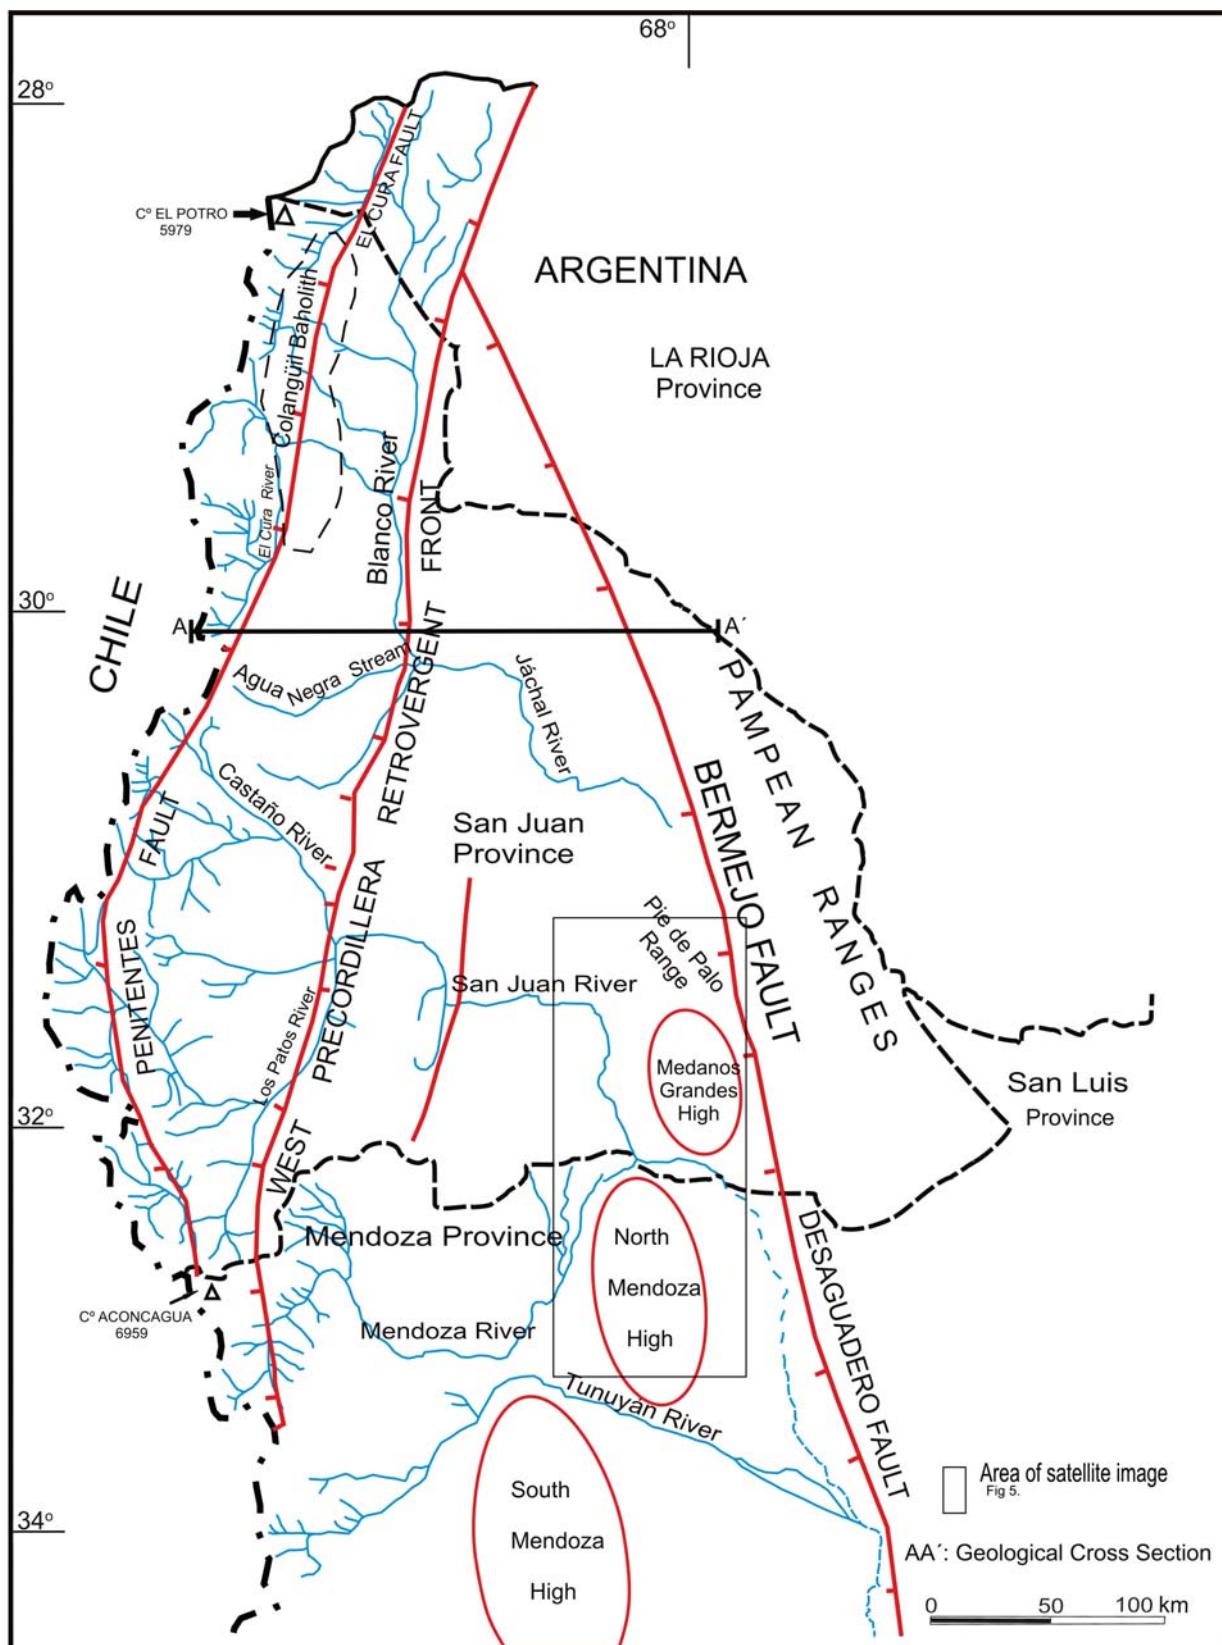 68º
28º
EL CURA FAULT
Cº EL POTRO
5979
ARGENTINA
LA RIOJA
Province
Colangüil Baholith
El Cura River
Blanco River
FRONT
30º
CHILE
A
A´
Agua Negra Stream
RETROVERGENT
Jáchal River
PAMPEAN RANGES
Castaño River
FAULT
San Juan
Province
BERMEJO FAULT
Pie de Palo
Range
PENITENTES
PRECORDILLERA
San Juan River
Los Patos River
Medanos
Grandes
High
San Luis
Province
32º
WEST
Mendoza Province
North
Mendoza
High
DESAGUADERO FAULT
Cº ACONCAGUA
6959
Mendoza River
Tunuyán River
South
Mendoza
High
34º
Area of satellite image
Fig 5.
AA´: Geological Cross Section
0 50 100 km